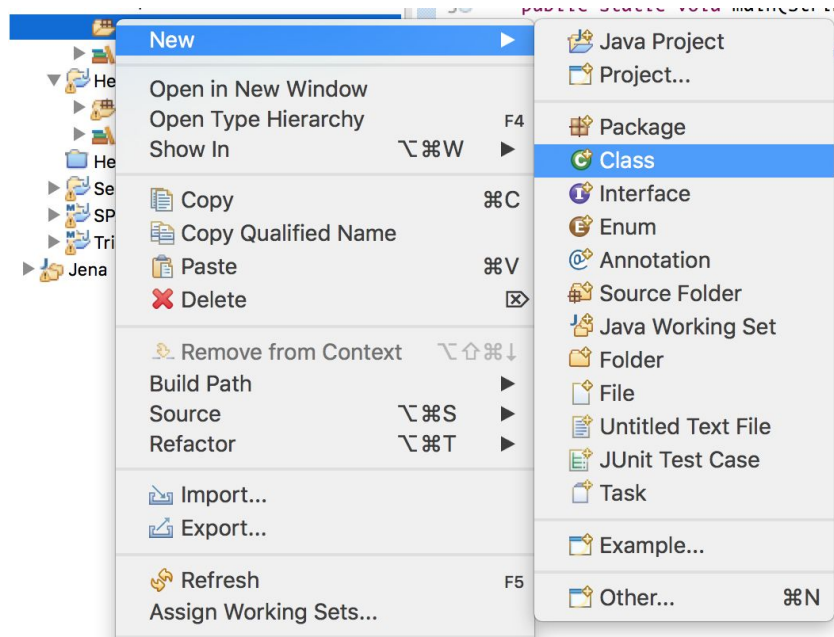 public static void main(Stri
New
Open in New Window
Open Type Hierarchy F4
Show In ⌥⌘W
Copy ⌘C
Copy Qualified Name
Paste ⌘V
Delete ⌦
Remove from Context ⌥⇧⌘↓
Build Path
Source ⌥⌘S
Refactor ⌥⌘T
Import...
Export...
Refresh F5
Assign Working Sets...
Java Project
Project...
Package
Class
Interface
Enum
Annotation
Source Folder
Java Working Set
Folder
File
Untitled Text File
JUnit Test Case
Task
Example...
Other... ⌘N
He
He
Se
SP
Tri
Jena